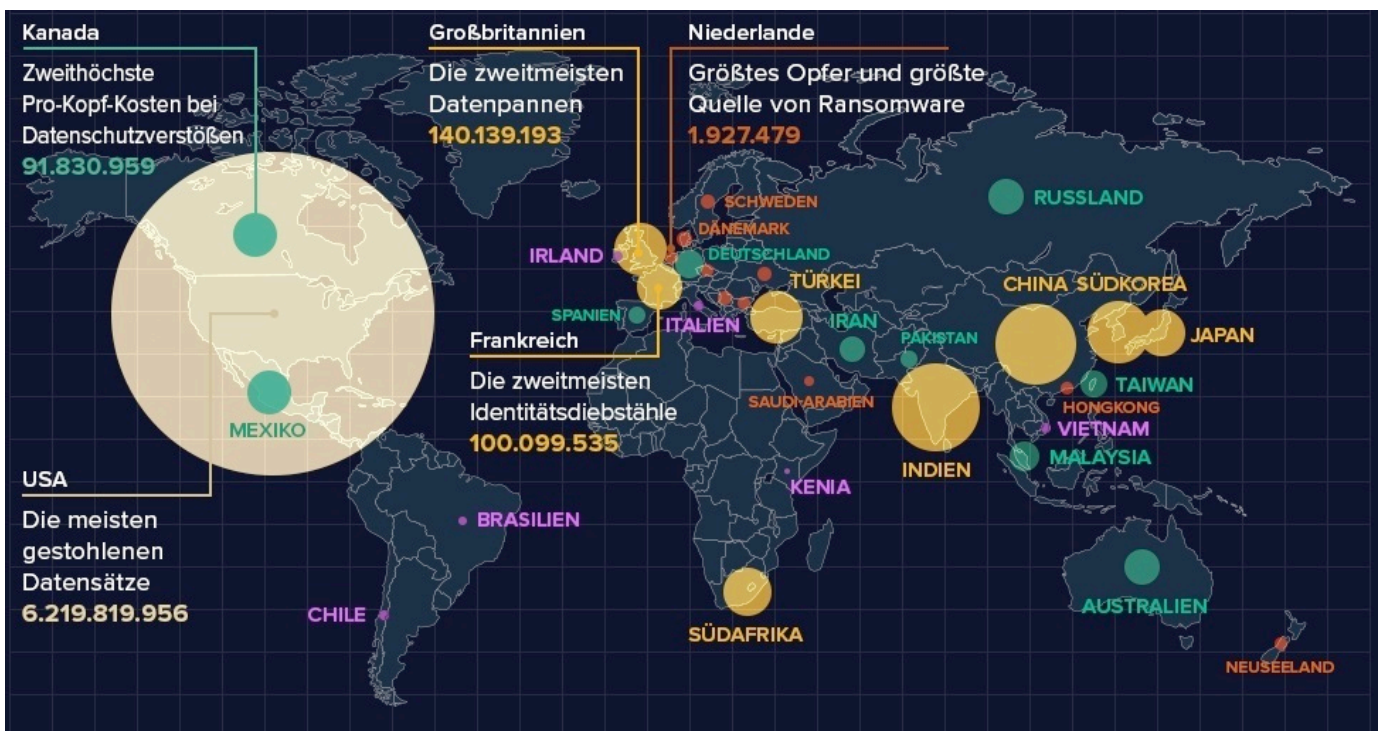 Kanada
Zweithöchste
Pro-Kopf-Kosten bei
Datenschutzverstößen
91.830.959
Großbritannien
Die zweitmeisten
Datenpannen
140.139.193
Niederlande
Größtes Opfer und größte
Quelle von Ransomware
1.927.479
SCHWEDEN
RUSSLAND
DÄNEMARK
IRLAND
DEUTSCHLAND
TÜRKEI
CHINA
SÜDKOREA
SPANIEN
ITALIEN
IRAN
PAKISTAN
JAPAN
Frankreich
Die zweitmeisten
Identitätsdiebstähle
100.099.535
SAUDI-ARABIEN
TAIWAN
HONGKONG
VIETNAM
MEXIKO
MALAYSIA
INDIEN
KENIA
USA
Die meisten
gestohlenen
Datensätze
6.219.819.956
BRASILIEN
CHILE
SÜDAFRIKA
AUSTRALIEN
NEUSEELAND